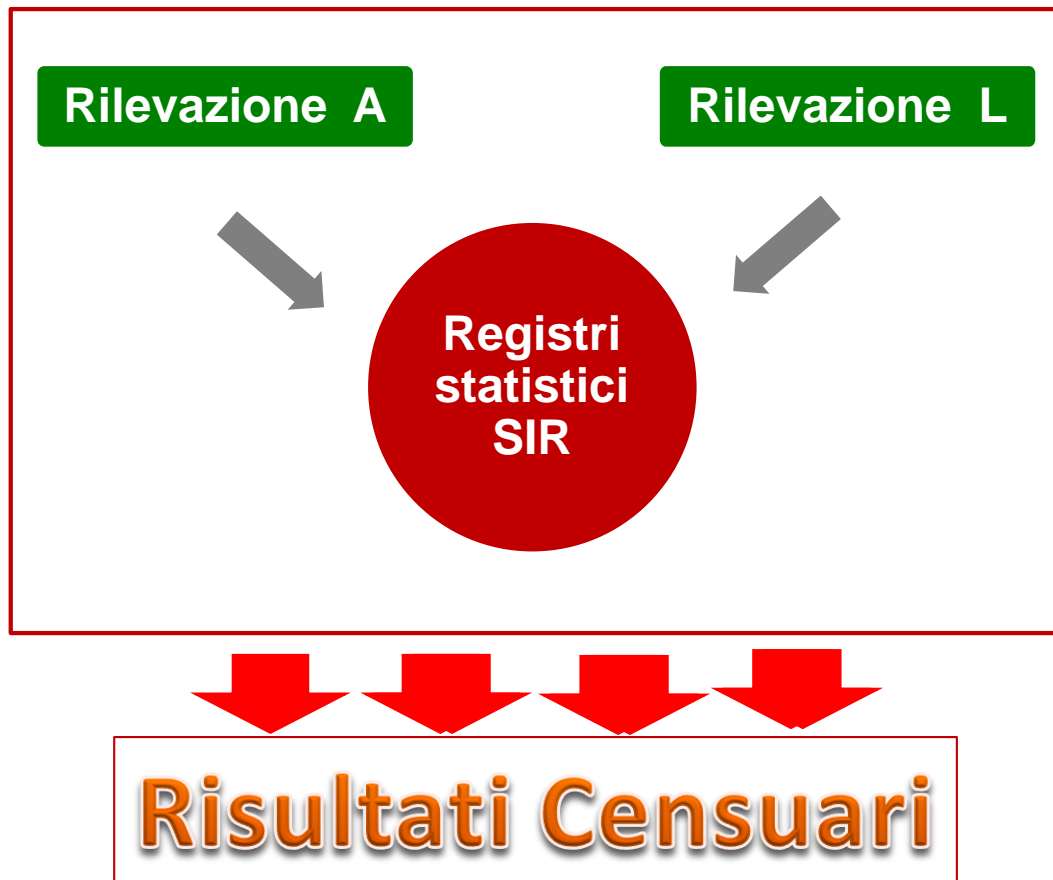 Rilevazione A
Rilevazione L
Registri
statistici
SIR
Risultati Censuari